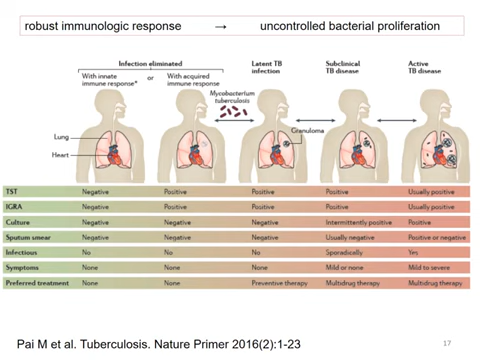 robust immunologic response → uncontrolled bacterial proliferation
Infection eliminated
With innate
immune response*
or
With acquired
immune response
Latent TB
infection
Subclinical
TB disease
Active
TB disease
Mycobacterium
tuberculosis
Granuloma
Lung
Heart
TST Negative Positive Positive Positive Usually positive
IGRA Negative Positive Positive Positive Usually positive
Culture Negative Negative Negative Intermittently positive Positive
Sputum smear Negative Negative Negative Usually negative Positive or negative
Infectious No No No Sporadically Yes
Symptoms None None None Mild or none Mild to severe
Preferred treatment None None Preventive therapy Multidrug therapy Multidrug therapy
Pai M et al. Tuberculosis. Nature Primer 2016(2):1-23
17